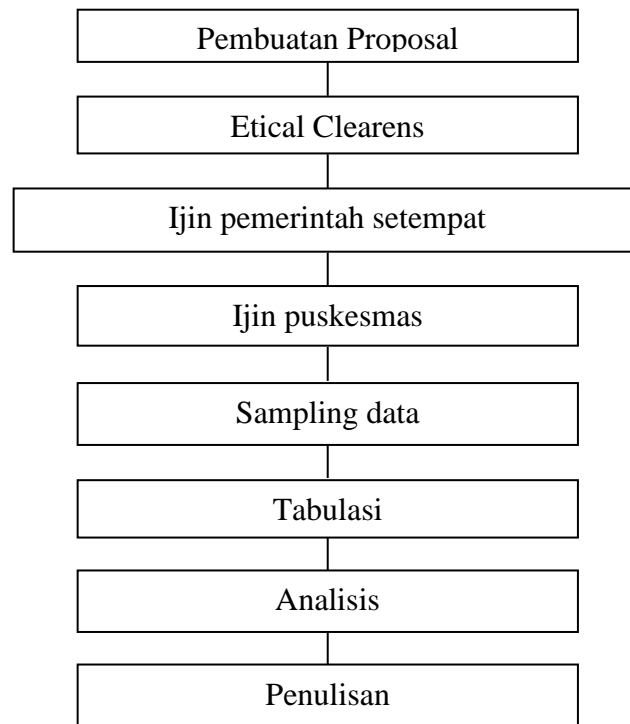 Pembuatan Proposal
Etical Clearens
Ijin pemerintah setempat
Ijin puskesmas
Sampling data
Tabulasi
Analisis
Penulisan